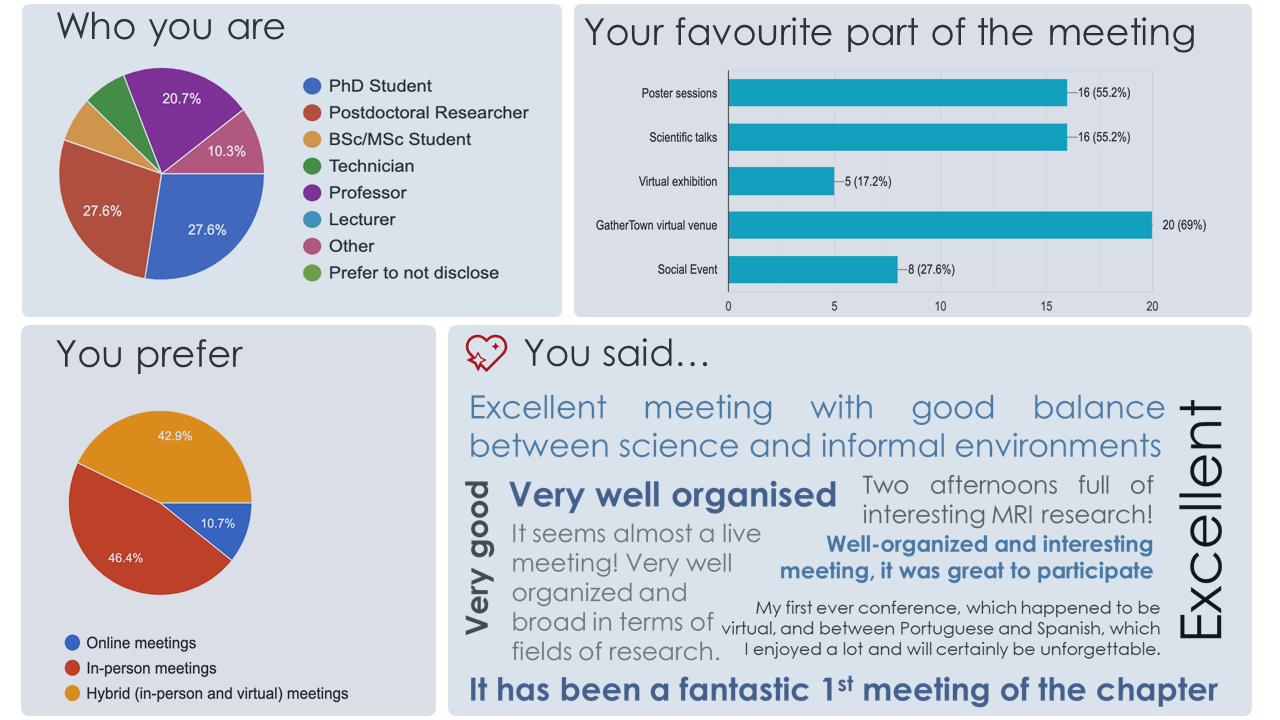 Who you are
20.7%
10.3%
27.6%
27.6%
PhD Student
Postdoctoral Researcher
BSc/MSc Student
Technician
Professor
Lecturer
Other
Prefer to not disclose
Your favourite part of the meeting
Poster sessions 16 (55.2%)
Scientific talks 16 (55.2%)
Virtual exhibition 5 (17.2%)
GatherTown virtual venue 20 (69%)
Social Event 8 (27.6%)
0 5 10 15 20
You prefer
42.9%
10.7%
46.4%
Online meetings
In-person meetings
Hybrid (in-person and virtual) meetings
You said...
Excellent meeting with good balance
between science and informal environments
Excellent
Very good
Very well organised
It seems almost a live
meeting! Very well
organized and
broad in terms of
fields of research.
Two afternoons full of
interesting MRI research!
Well-organized and interesting
meeting, it was great to participate
My first ever conference, which happened to be
virtual, and between Portuguese and Spanish, which
I enjoyed a lot and will certainly be unforgettable.
It has been a fantastic 1st meeting of the chapter